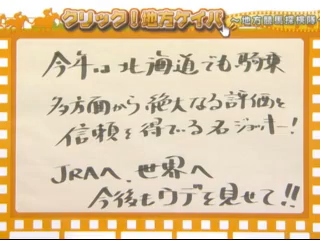 クリック!地方ケイバ
〜地方競馬探検隊〜
今年は北海道でも騎乗
多方面から絶大なる評価と
信頼を得ている名ジョッキー!
JRAへ、世界へ
今後もウデを見せて!!